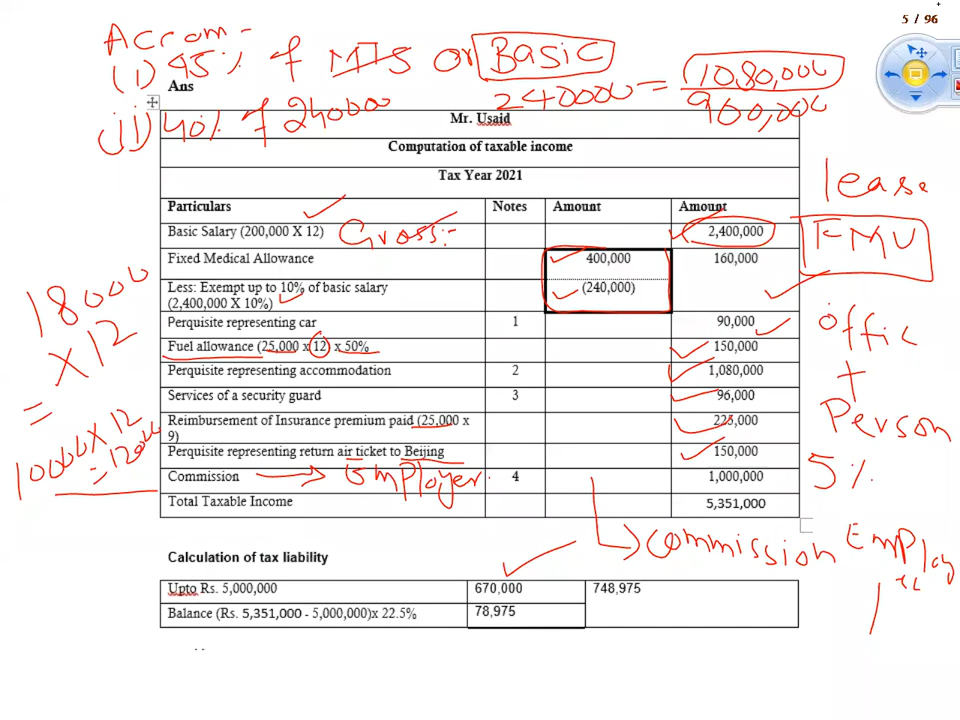 5 / 96
Accom -
(i) 45% of MTS or Basic
2400000 = 1080,000
(ii) 40% of 2400000 960,000
Ans
Mr. Usaid
Computation of taxable income
Tax Year 2021
Particulars Notes Amount Amount
Basic Salary (200,000 X 12) Gross:- 2,400,000
Fixed Medical Allowance 400,000 160,000
Less: Exempt up to 10% of basic salary (240,000)
(2,400,000 X 10%)
Perquisite representing car 1 90,000
Fuel allowance (25,000 x 12 x 50% 150,000
Perquisite representing accommodation 2 1,080,000
Services of a security guard 3 96,000
Reimbursement of Insurance premium paid (25,000 x 225,000
9)
Perquisite representing return air ticket to Beijing 150,000
Commission → Employer. 4 1,000,000
Total Taxable Income 5,351,000
lease
FMV
offic
+
Person
5%
18000
X 12
=
10000 X 12
Commission Employ
Calculation of tax liability
Upto Rs. 5,000,000 670,000 748,975
Balance (Rs. 5,351,000 - 5,000,000)x 22.5% 78,975